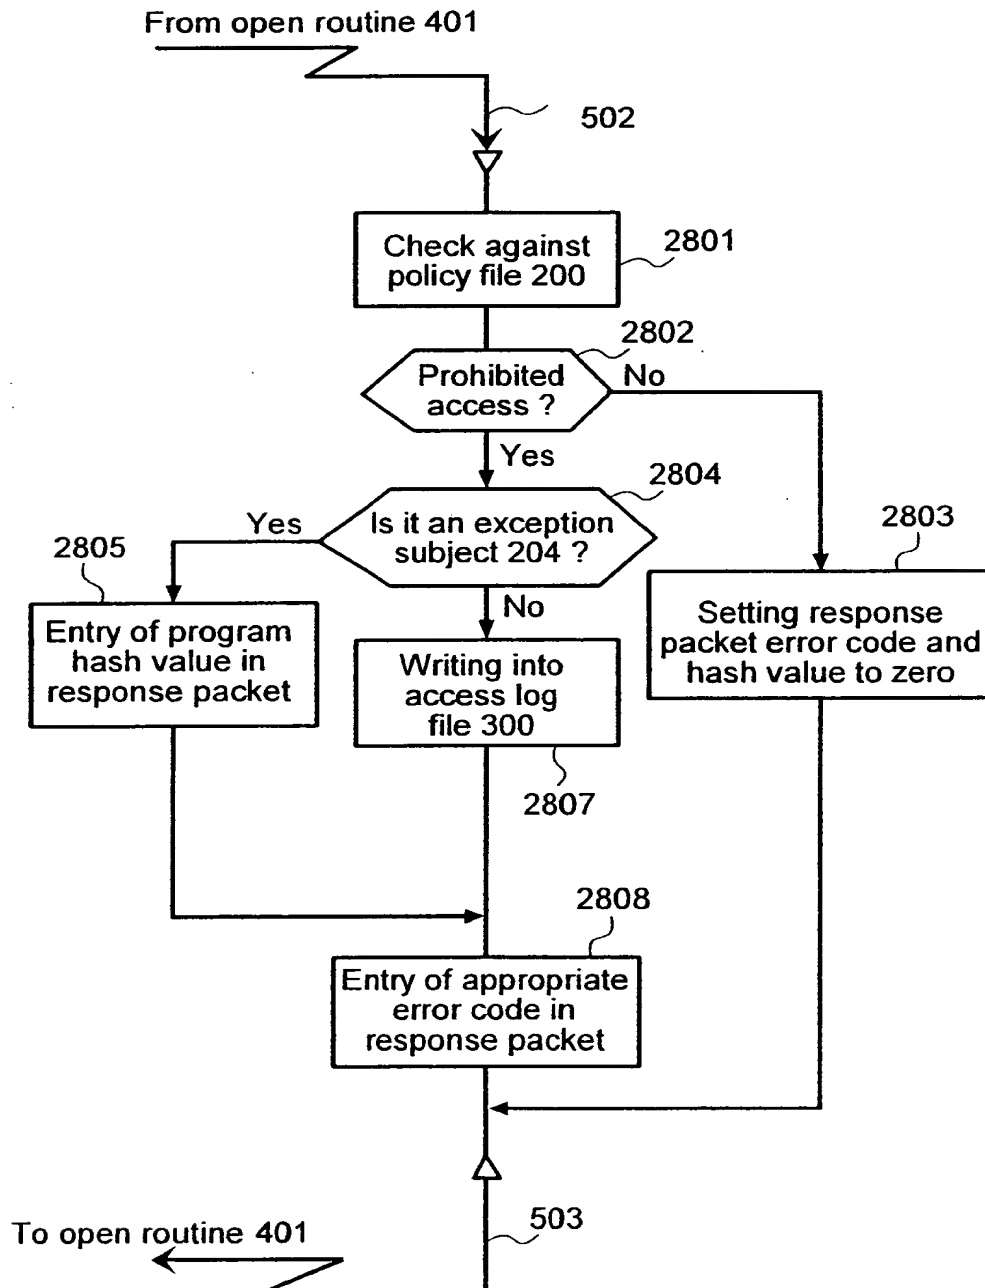 From open routine 401
502
Check against
policy file 200
2801
Prohibited
access ?
2802
No
Yes
Is it an exception
subject 204 ?
2804
Yes
No
2805
Entry of program
hash value in
response packet
Writing into
access log
file 300
2807
2803
Setting response
packet error code and
hash value to zero
2808
Entry of appropriate
error code in
response packet
503
To open routine 401